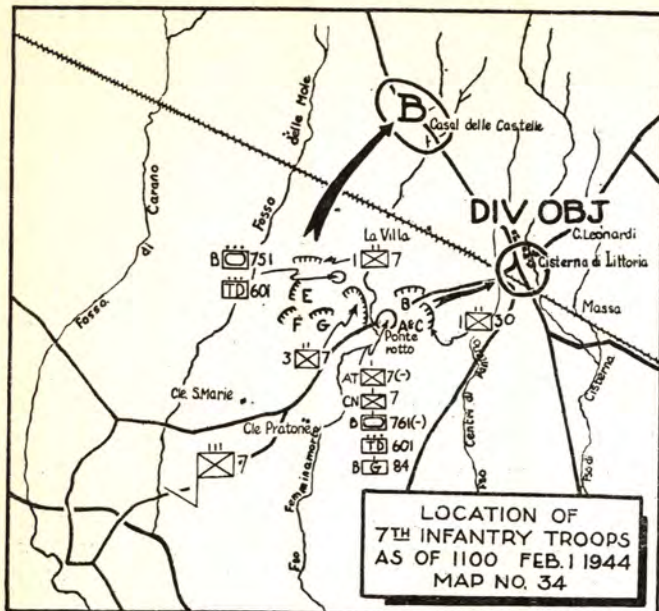 B
Casal delle Castelle
Fosso delle Mole
Fosso di Carano
DIV OBJ
C. Leonardi
Cisterna di Littoria
A
B 751
TD 601
La Villa
1 7
E
F
G
B
A&C
Massa
1 30
3 7
Ponte rotto
AT 7(-)
CN 7
B 761(-)
TD 601
B G 84
Cle S. Marie
Cle Pratone
7
Fso Femminamorta
Fso di Cisterna
LOCATION OF
7TH INFANTRY TROOPS
AS OF 1100 FEB. 1 1944
MAP NO. 34